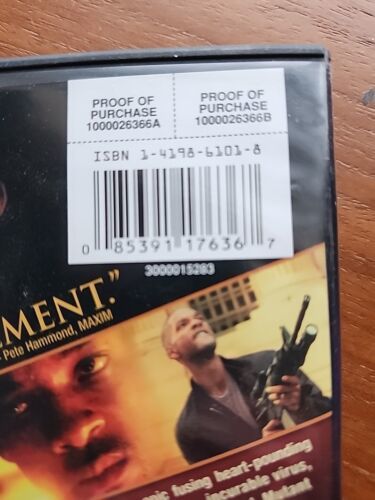 PROOF OF
PURCHASE
1000026366A
PROOF OF
PURCHASE
1000026366B
ISBN 1-4198-6101-8
0 85391 17636 7
3000015283
EMENT."
Pete Hammond, MAXIM
fusing heart-pounding
virus,